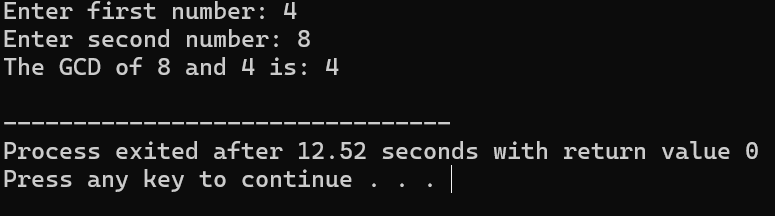 Enter first number: 4
Enter second number: 8
The GCD of 8 and 4 is: 4
--------------------------------
Process exited after 12.52 seconds with return value 0
Press any key to continue . . .